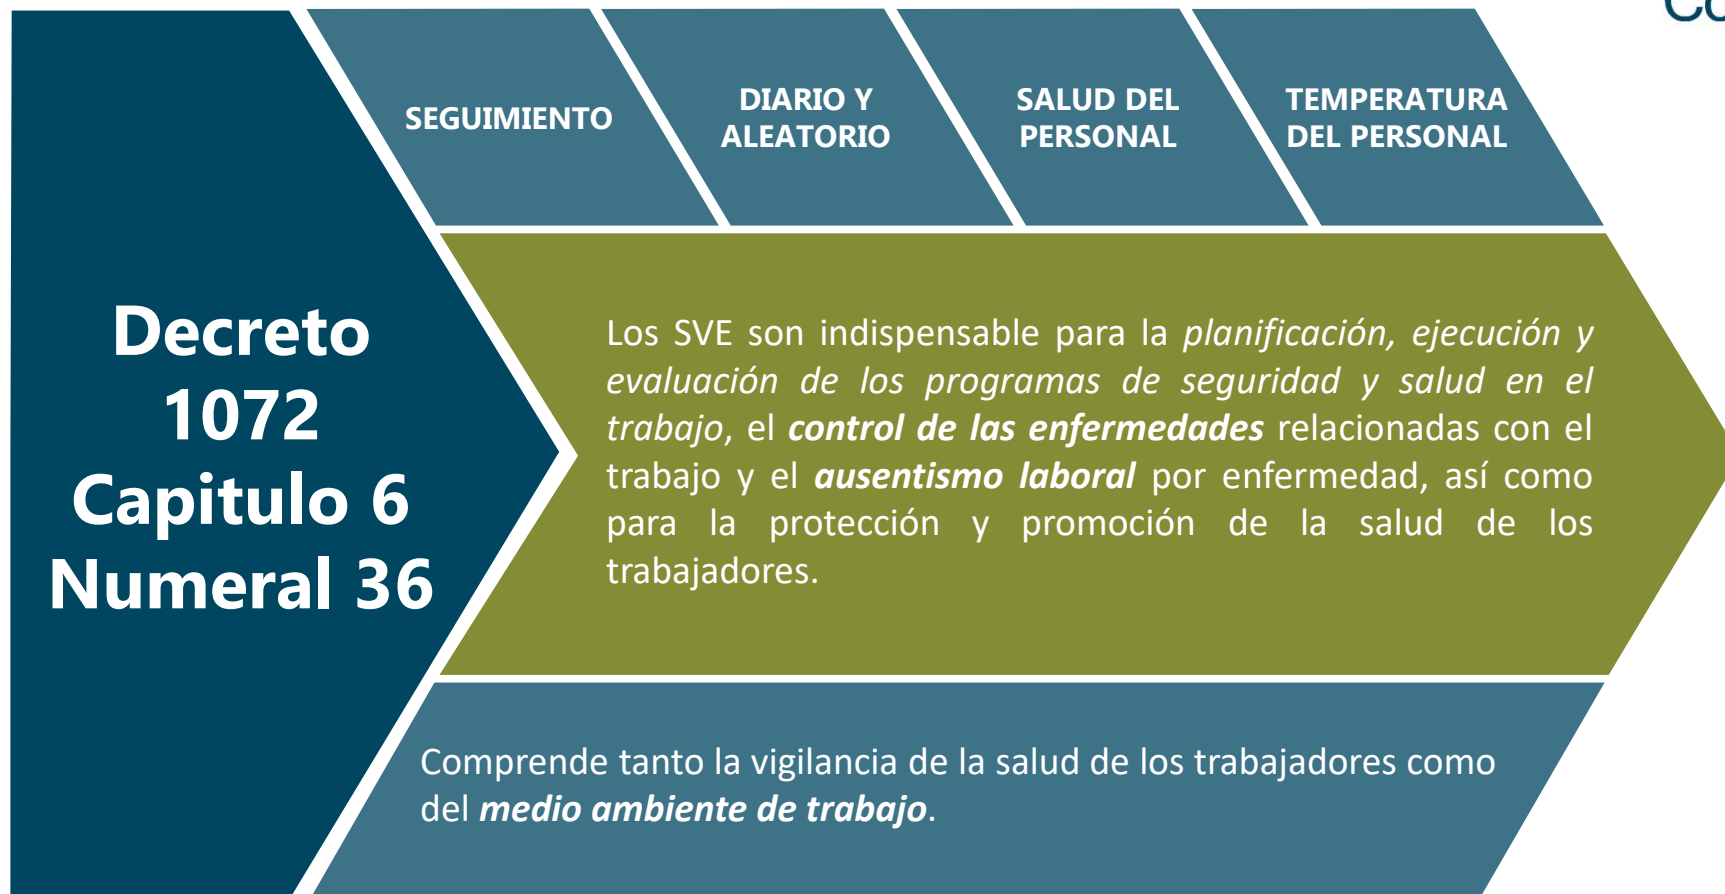 SEGUIMIENTO
DIARIO Y
ALEATORIO
SALUD DEL
PERSONAL
TEMPERATURA
DEL PERSONAL
Decreto
1072
Capitulo 6
Numeral 36
Los SVE son indispensable para la planificación, ejecución y
evaluación de los programas de seguridad y salud en el
trabajo, el control de las enfermedades relacionadas con el
trabajo y el ausentismo laboral por enfermedad, así como
para la protección y promoción de la salud de los
trabajadores.
Comprende tanto la vigilancia de la salud de los trabajadores como
del medio ambiente de trabajo.